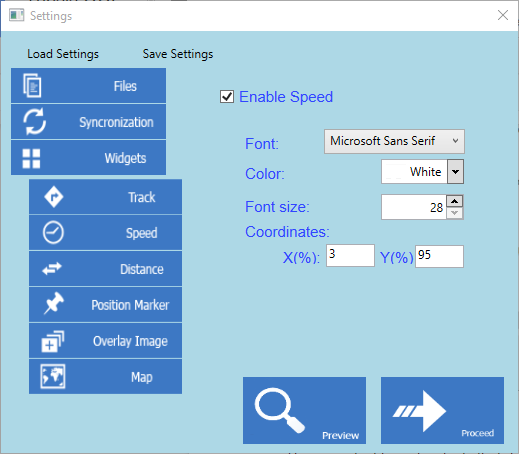 Settings
Load Settings Save Settings
Files
Syncronization
Widgets
Track
Speed
Distance
Position Marker
Overlay Image
Map
Enable Speed
Font: Microsoft Sans Serif
Color: White
Font size: 28
Coordinates:
X(%): 3 Y(%) 95
Preview
Proceed